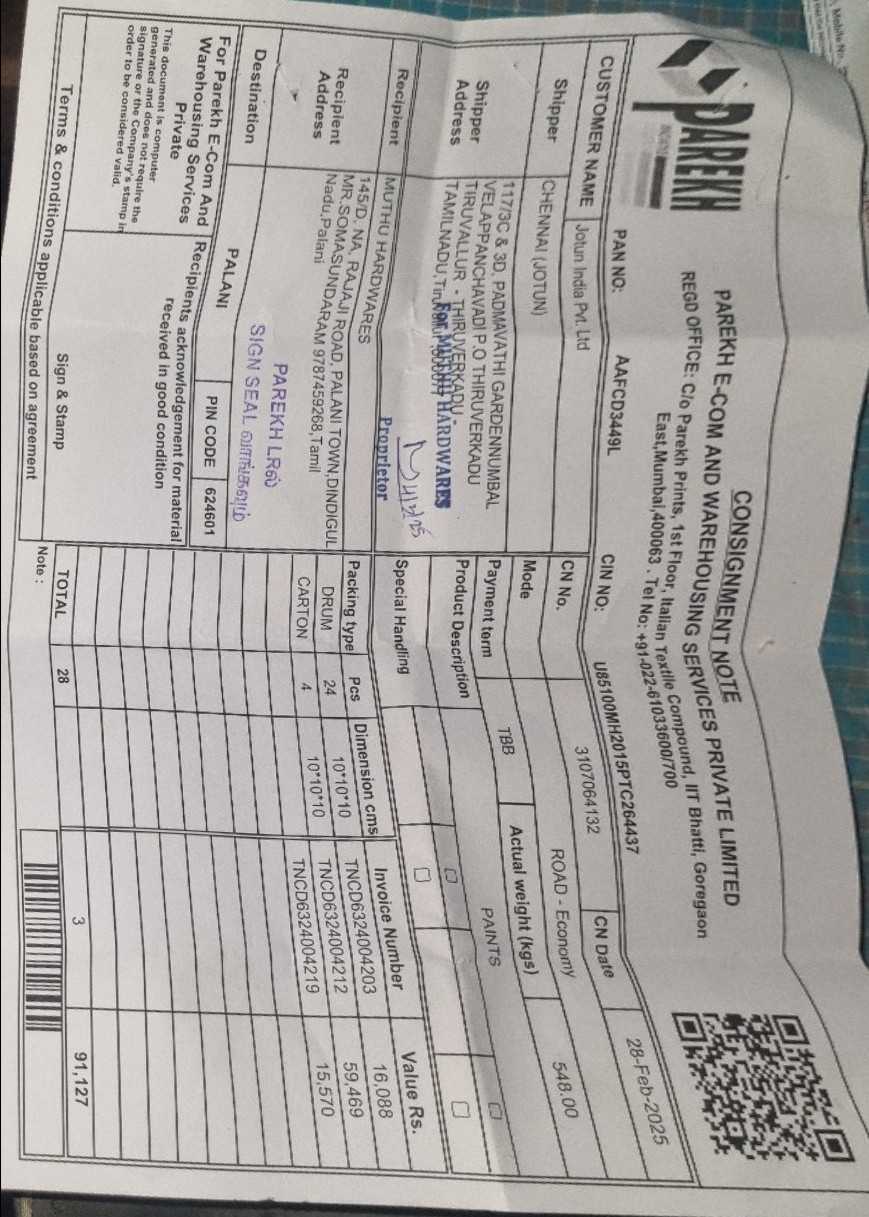 PAREKH
CONSIGNMENT NOTE
PAREKH E-COM AND WAREHOUSING SERVICES PRIVATE LIMITED
REGD OFFICE: C/o Parekh Prints, 1st Floor, Italian Textile Compound, IIT Bhatti, Goregaon
East,Mumbai,400063 . Tel No: +91-022-61033600/700
PAN NO: AAFCD3449L CIN NO: U85100MH2015PTC264437
CUSTOMER NAME Jotun India Pvt. Ltd CN No. 3107064132 CN Date 28-Feb-2025
Shipper CHENNAI (JOTUN) Mode ROAD - Economy
Shipper Address
117/3C & 3D, PADMAVATHI GARDENNUMBAL
VELAPPANCHAVADI P.O THIRUVERKADU
TIRUVALLUR - THIRUVERKADU -
TAMILNADU,
Payment term TBB Actual weight (kgs) 548.00
Product Description PAINTS
For MUTHU HARDWARES
Proprietor
Recipient MUTHU HARDWARES Special Handling
Recipient Address
145/D. NA, RAJAJI ROAD, PALANI TOWN,DINDIGUL
MR.SOMASUNDARAM 9787459268,Tamil
Nadu,Palani
Destination PALANI PIN CODE 624601
PAREKH LRல்
SIGN SEAL வாங்கவும்
Packing type Pcs Dimension cms Invoice Number Value Rs.
DRUM 24 10*10*10 TNCD6324004203 16,088
CARTON 4 10*10*10 TNCD6324004212 59,469
TNCD6324004219 15,570
For Parekh E-Com And
Warehousing Services
Private
Recipients acknowledgement for material
received in good condition
This document is computer
generated and does not require the
signature or the Company's stamp in
order to be considered valid.
Sign & Stamp
TOTAL 28 3 91,127
Terms & conditions applicable based on agreement
Note :
Mobile No.